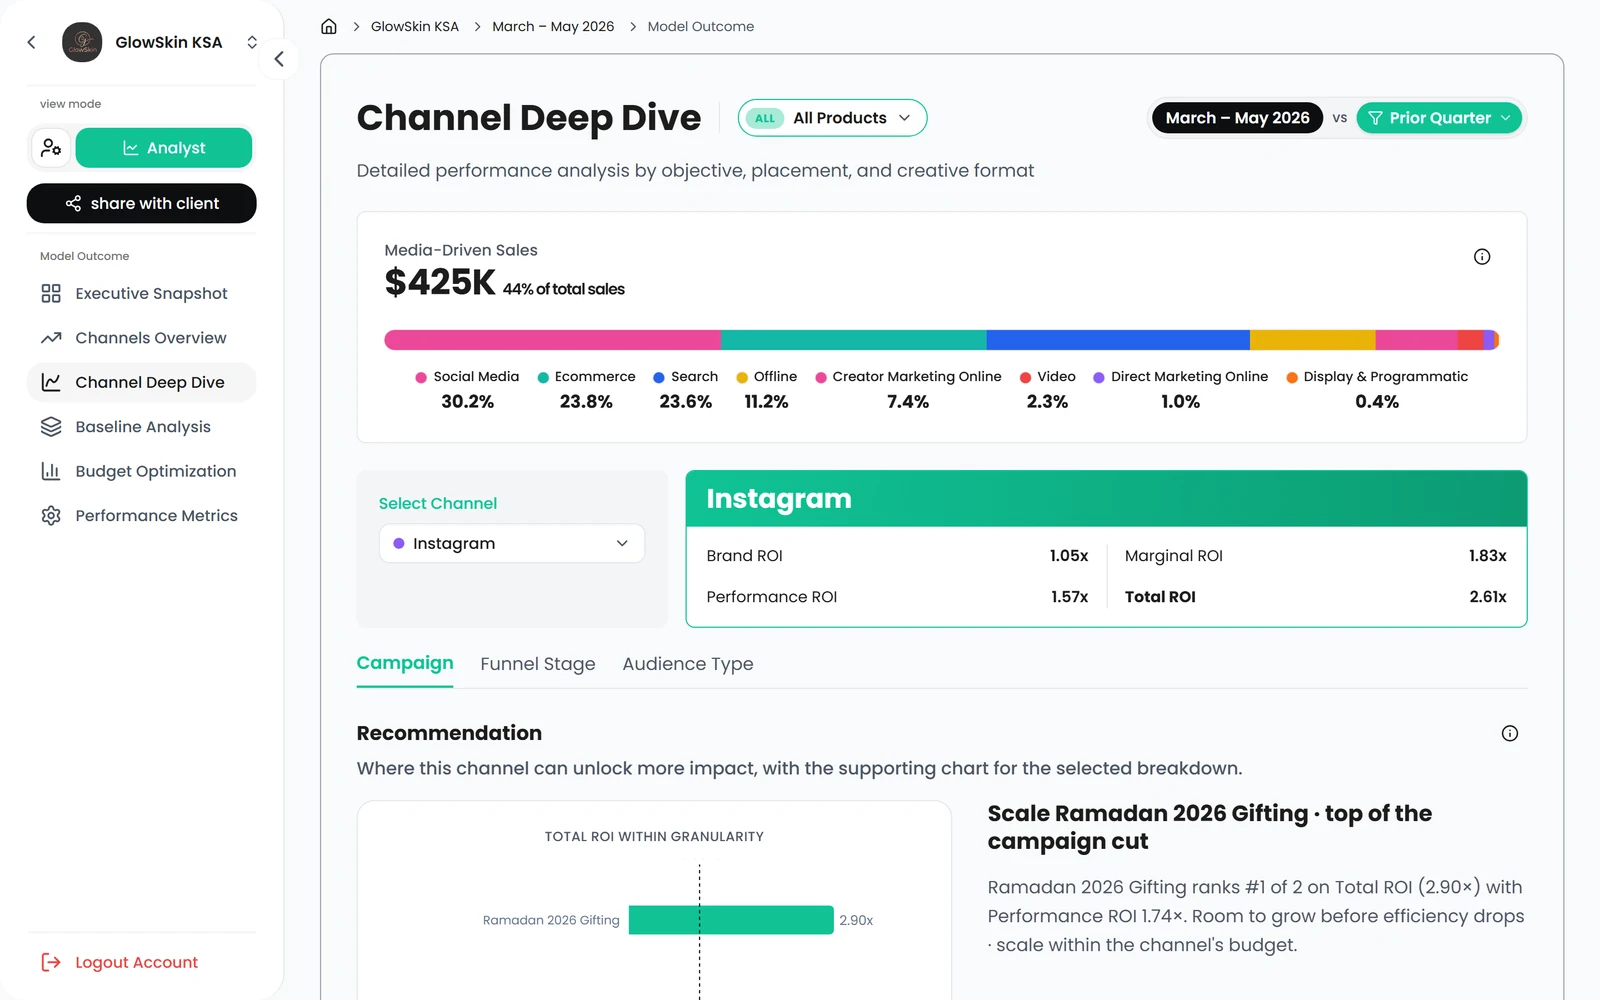 GlowSkin KSA
GlowSkin
view mode
Analyst
share with client
Model Outcome
Executive Snapshot
Channels Overview
Channel Deep Dive
Baseline Analysis
Budget Optimization
Performance Metrics
Logout Account
GlowSkin KSA
March – May 2026
Model Outcome
Channel Deep Dive
ALL All Products
March – May 2026 vs Prior Quarter
Detailed performance analysis by objective, placement, and creative format
Media-Driven Sales
$425K 44% of total sales
Social Media Ecommerce Search Offline Creator Marketing Online Video Direct Marketing Online Display & Programmatic
30.2% 23.8% 23.6% 11.2% 7.4% 2.3% 1.0% 0.4%
Select Channel
Instagram
Instagram
Brand ROI 1.05x Marginal ROI 1.83x
Performance ROI 1.57x Total ROI 2.61x
Campaign Funnel Stage Audience Type
Recommendation
Where this channel can unlock more impact, with the supporting chart for the selected breakdown.
TOTAL ROI WITHIN GRANULARITY
Ramadan 2026 Gifting 2.90x
Scale Ramadan 2026 Gifting · top of the
campaign cut
Ramadan 2026 Gifting ranks #1 of 2 on Total ROI (2.90×) with
Performance ROI 1.74×. Room to grow before efficiency drops
· scale within the channel's budget.